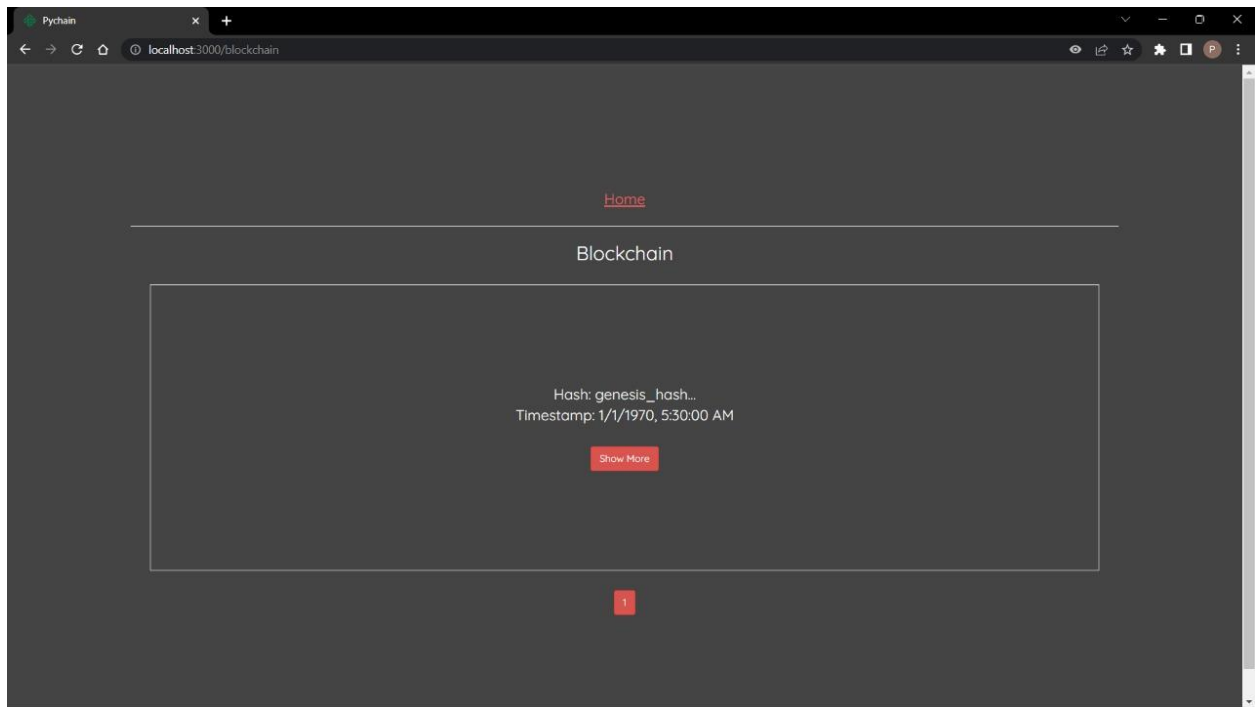 Pychain
localhost:3000/blockchain
P
Home
Blockchain
Hash: genesis_hash...
Timestamp: 1/1/1970, 5:30:00 AM
Show More
1